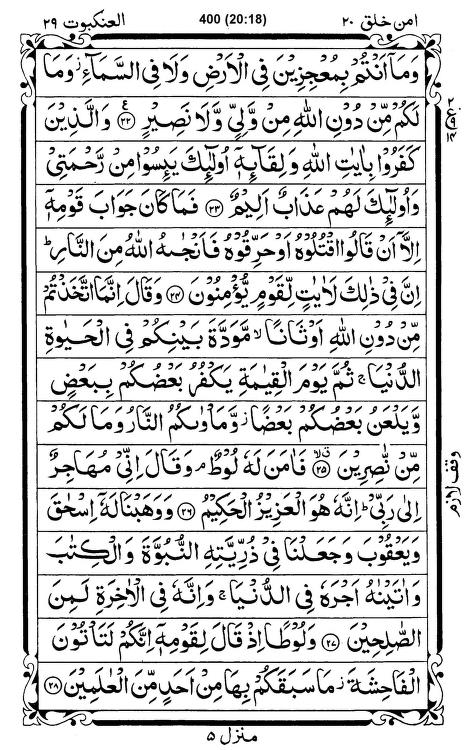 امن خلق ٢٠ 400 (20:18) العنكبوت ٢٩
وَمَآ اَنْتُمْ بِمُعْجِزِيْنَ فِي الْاَرْضِ وَلَا فِي السَّمَآءِ ز وَمَا
لَكُمْ مِّنْ دُوْنِ اللّٰهِ مِنْ وَّلِيٍّ وَّلَا نَصِيْرٍ ﴿٢٢﴾ ع وَالَّذِيْنَ
كَفَرُوْا بِاٰيٰتِ اللّٰهِ وَلِقَآئِهٖٓ اُولٰٓئِكَ يَئِسُوْا مِنْ رَّحْمَتِيْ
وَاُولٰٓئِكَ لَهُمْ عَذَابٌ اَلِيْمٌ ﴿٢٣﴾ فَمَا كَانَ جَوَابَ قَوْمِهٖٓ
اِلَّآ اَنْ قَالُوا اقْتُلُوْهُ اَوْ حَرِّقُوْهُ فَاَنْجٰىهُ اللّٰهُ مِنَ النَّارِ ط
اِنَّ فِيْ ذٰلِكَ لَاٰيٰتٍ لِّقَوْمٍ يُّؤْمِنُوْنَ ﴿٢٤﴾ وَقَالَ اِنَّمَا اتَّخَذْتُمْ
مِّنْ دُوْنِ اللّٰهِ اَوْثَانًا لا مَّوَدَّةَ بَيْنِكُمْ فِي الْحَيٰوةِ
الدُّنْيَا ج ثُمَّ يَوْمَ الْقِيٰمَةِ يَكْفُرُ بَعْضُكُمْ بِبَعْضٍ
وَّيَلْعَنُ بَعْضُكُمْ بَعْضًا ز وَّمَاْوٰىكُمُ النَّارُ وَمَا لَكُمْ
مِّنْ نّٰصِرِيْنَ ﴿٢٥﴾ فَاٰمَنَ لَهٗ لُوْطٌ م وَقَالَ اِنِّيْ مُهَاجِرٌ
اِلٰى رَبِّيْ ط اِنَّهٗ هُوَ الْعَزِيْزُ الْحَكِيْمُ ﴿٢٦﴾ وَوَهَبْنَا لَهٗٓ اِسْحٰقَ
وَيَعْقُوْبَ وَجَعَلْنَا فِيْ ذُرِّيَّتِهِ النُّبُوَّةَ وَالْكِتٰبَ
وَاٰتَيْنٰهُ اَجْرَهٗ فِي الدُّنْيَا ج وَاِنَّهٗ فِي الْاٰخِرَةِ لَمِنَ
الصّٰلِحِيْنَ ﴿٢٧﴾ وَلُوْطًا اِذْ قَالَ لِقَوْمِهٖٓ اِنَّكُمْ لَتَاْتُوْنَ
الْفَاحِشَةَ ز مَا سَبَقَكُمْ بِهَا مِنْ اَحَدٍ مِّنَ الْعٰلَمِيْنَ ﴿٢٨﴾
وقف لازم
منزل ٥